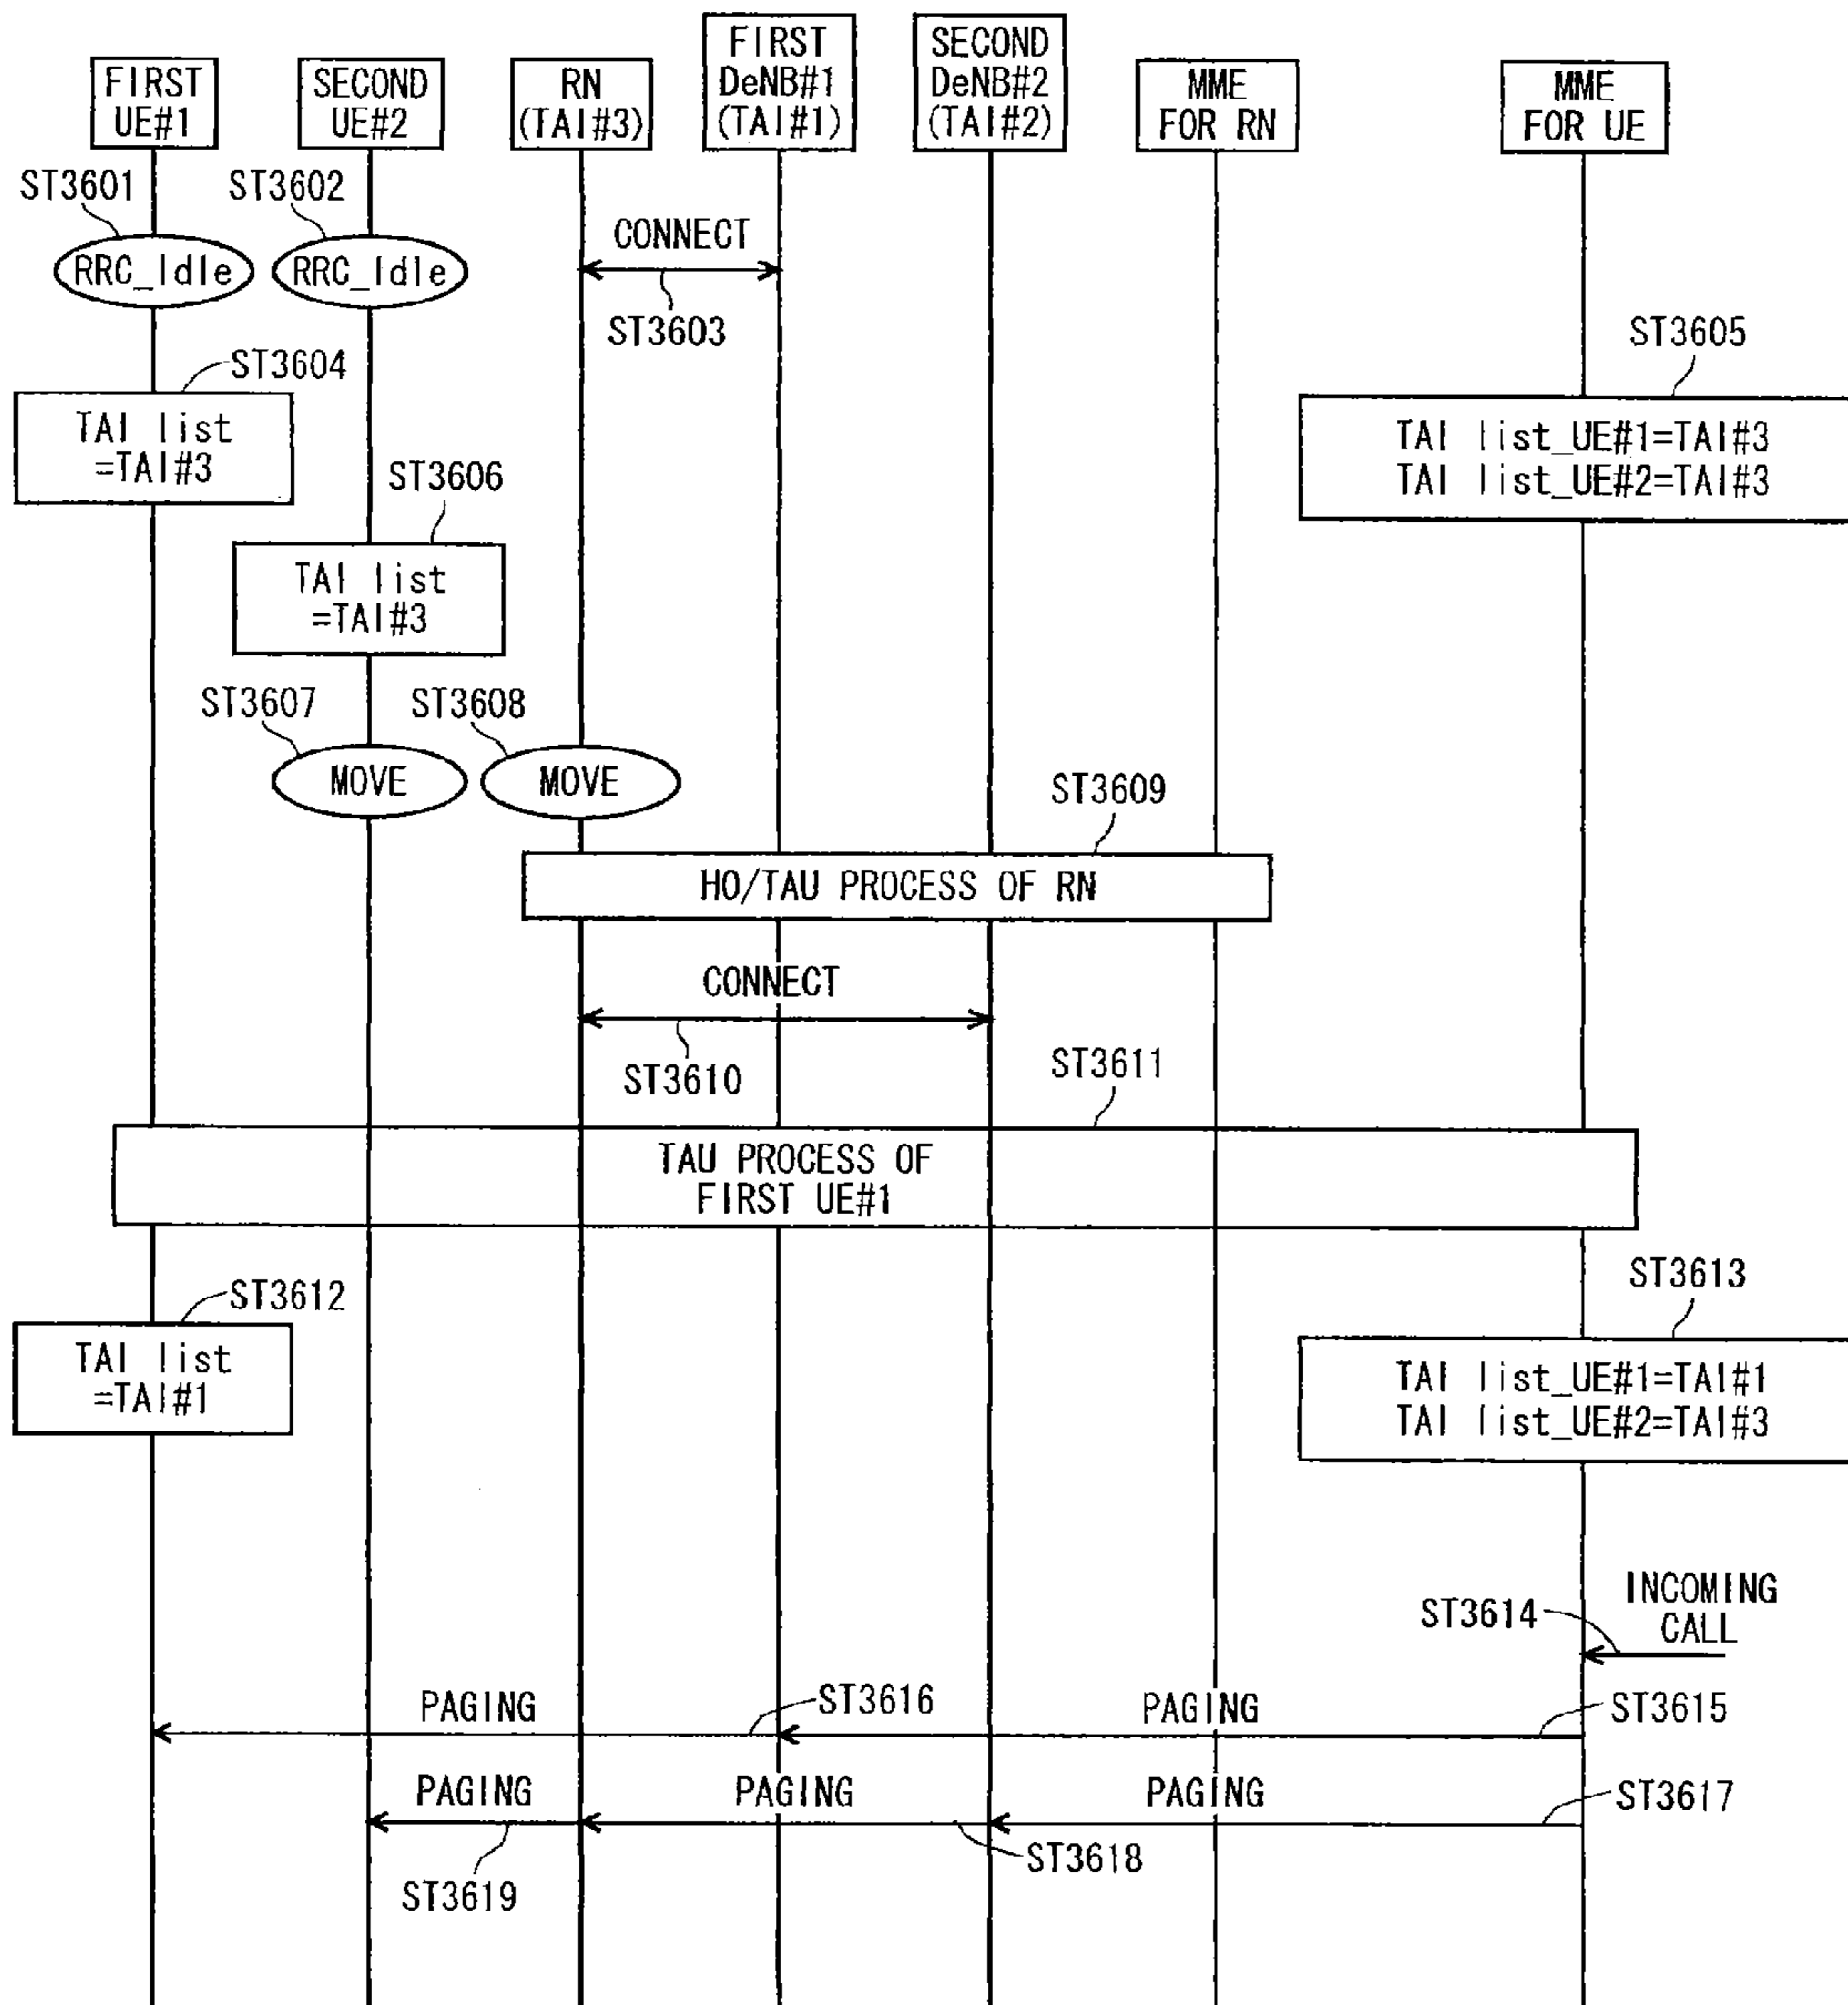 FIRST
UE#1
SECOND
UE#2
RN
(TAI#3)
FIRST
DeNB#1
(TAI#1)
SECOND
DeNB#2
(TAI#2)
MME
FOR RN
MME
FOR UE
ST3601
RRC_Idle
ST3602
RRC_Idle
CONNECT
ST3603
ST3604
TAI list
=TAI#3
ST3605
TAI list_UE#1=TAI#3
TAI list_UE#2=TAI#3
ST3606
TAI list
=TAI#3
ST3607
MOVE
ST3608
MOVE
ST3609
HO/TAU PROCESS OF RN
CONNECT
ST3610
ST3611
TAU PROCESS OF
FIRST UE#1
ST3612
TAI list
=TAI#1
ST3613
TAI list_UE#1=TAI#1
TAI list_UE#2=TAI#3
INCOMING
CALL
ST3614
PAGING
ST3616
PAGING
ST3615
PAGING
PAGING
PAGING
ST3617
ST3618
ST3619